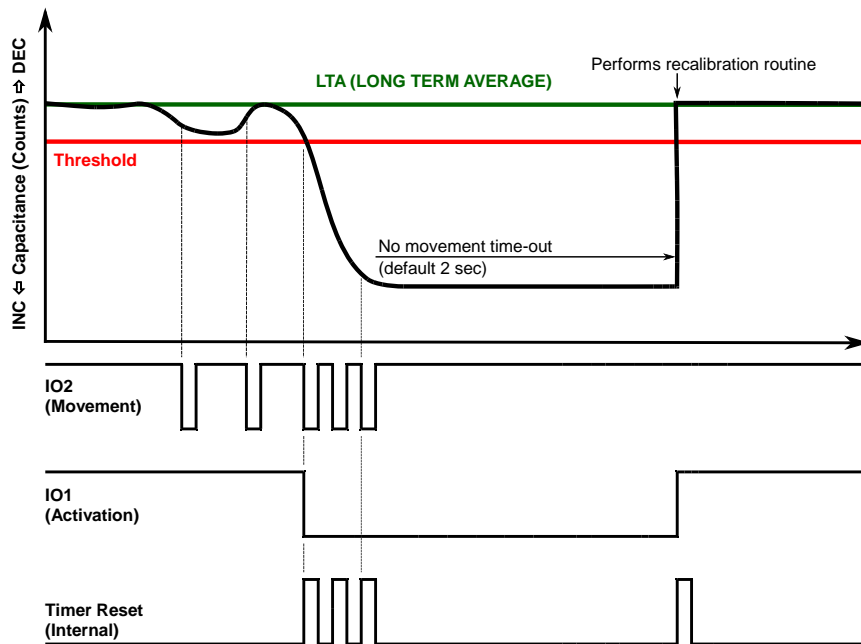 INC ⇦ Capacitance (Counts) ⇨ DEC
LTA (LONG TERM AVERAGE)
Performs recalibration routine
Threshold
No movement time-out
(default 2 sec)
IO2
(Movement)
IO1
(Activation)
Timer Reset
(Internal)